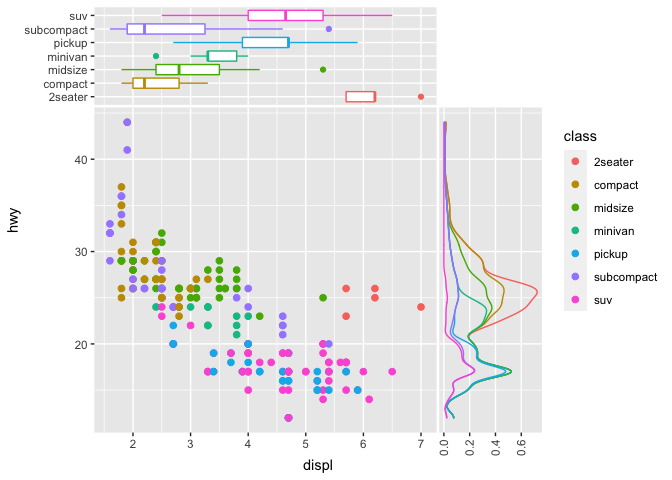 suv
subcompact
pickup
minivan
midsize
compact
2seater
hwy
40
30
20
2 3 4 5 6 7
displ
0.0 0.2 0.4 0.6
class
2seater
compact
midsize
minivan
pickup
subcompact
suv